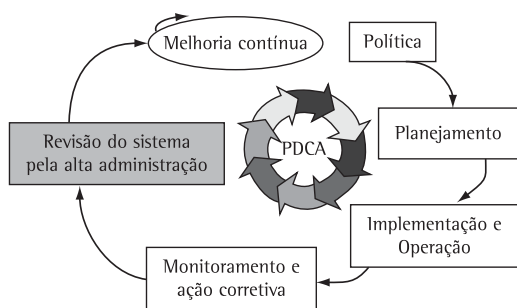 Melhoria contínua
Política
Planejamento
PDCA
Revisão do sistema
pela alta administração
Implementação e
Operação
Monitoramento e
ação corretiva